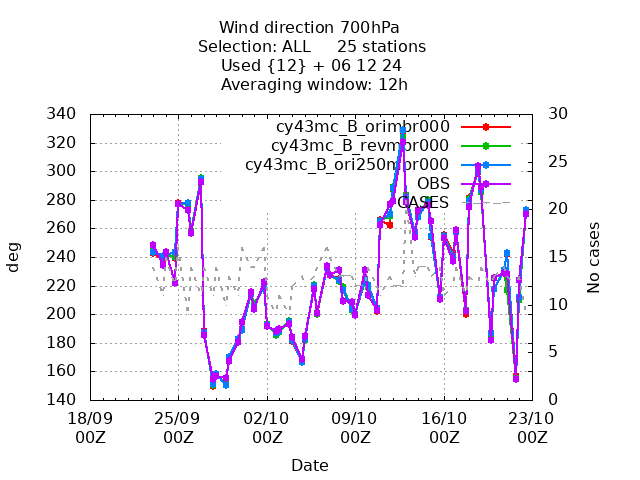 Wind direction 700hPa
Selection: ALL     25 stations
Used {12} + 06 12 24
Averaging window: 12h
340
320
300
280
260
240
220
200
180
160
140
deg
30
25
20
15
10
5
0
No cases
cy43mc_B_orimbr000
cy43mc_B_revmbr000
cy43mc_B_ori250mbr000
OBS
CASES
18/09 25/09 02/10 09/10 16/10 23/10
00Z 00Z 00Z 00Z 00Z 00Z
Date